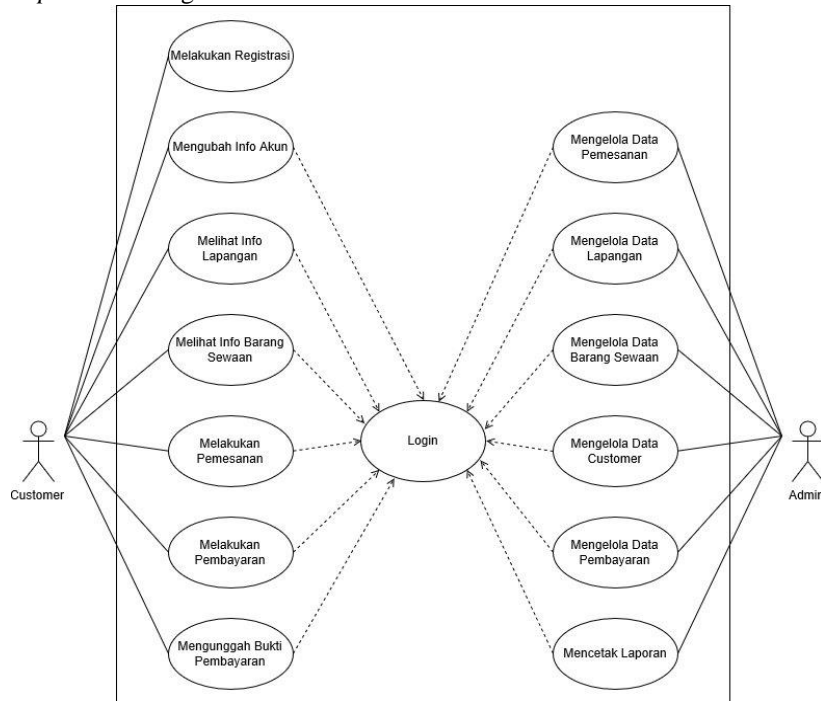 Melakukan Registrasi
Mengubah Info Akun
Melihat Info
Lapangan
Melihat Info Barang
Sewaan
Melakukan
Pemesanan
Melakukan
Pembayaran
Mengunggah Bukti
Pembayaran
Customer
Login
Mengelola Data
Pemesanan
Mengelola Data
Lapangan
Mengelola Data
Barang Sewaan
Mengelola Data
Customer
Mengelola Data
Pembayaran
Mencetak Laporan
Admin